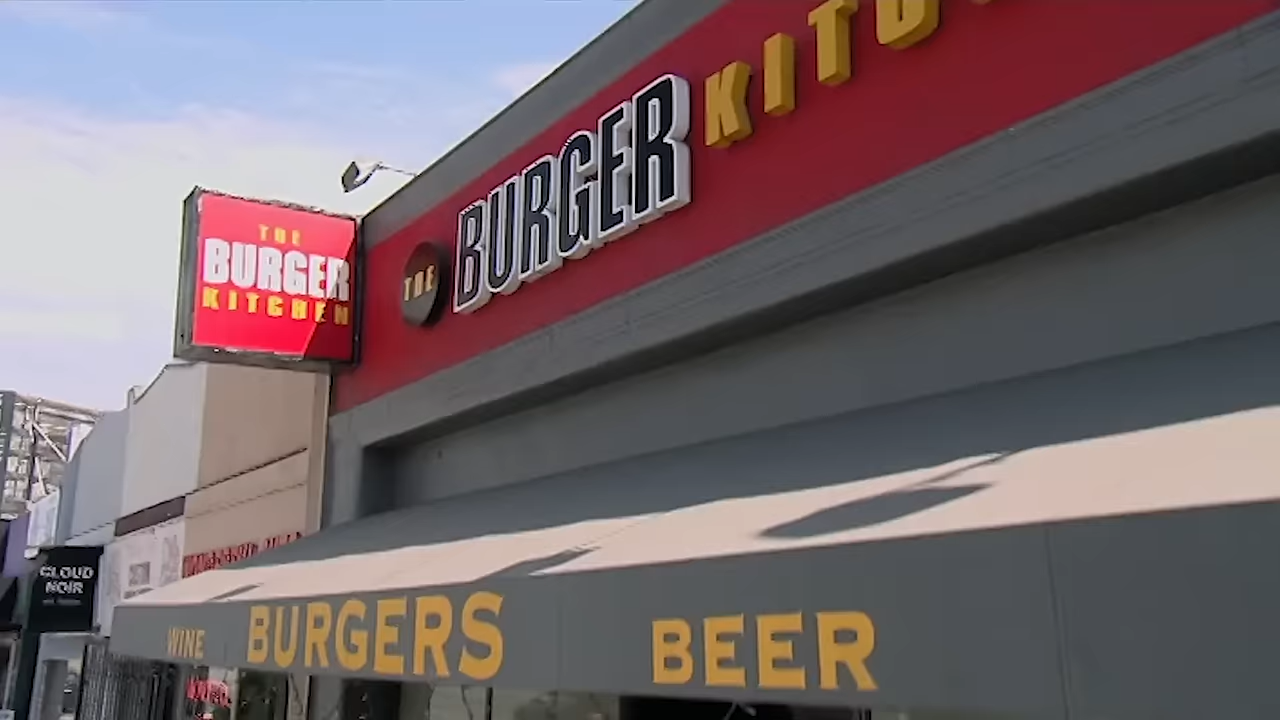 THE
BURGER
KITCHEN
THE BURGER KITC
CLOUD
NOIR
WINE BURGERS BEER